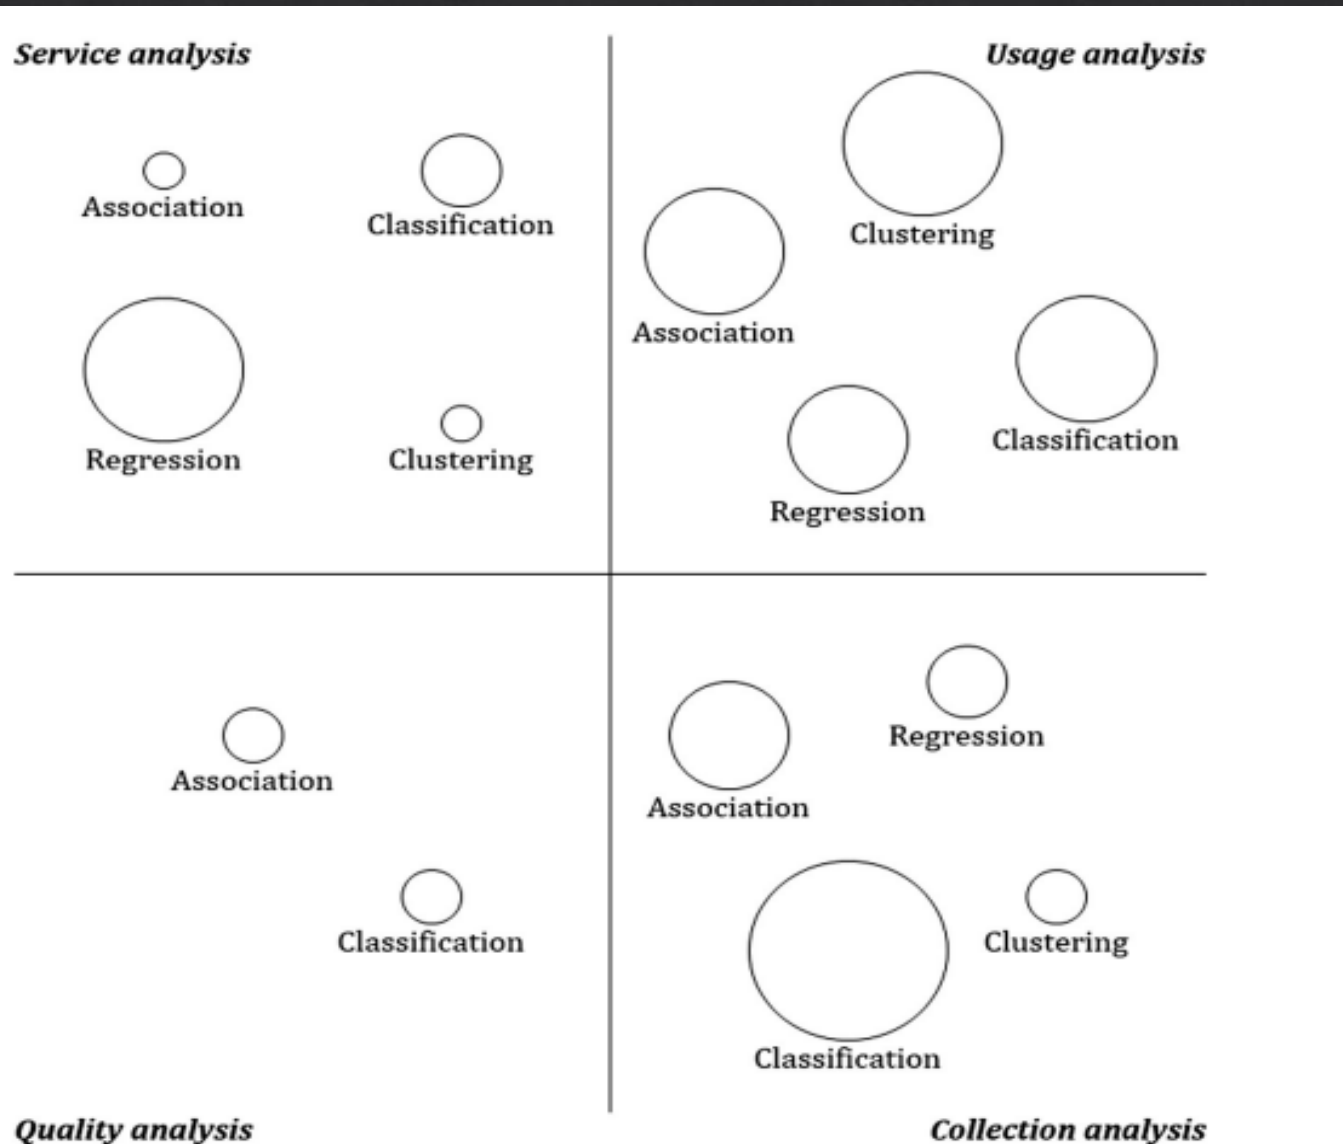 Service analysis
Usage analysis
Association
Classification
Clustering
Association
Regression
Clustering
Classification
Regression
Association
Regression
Association
Classification
Clustering
Classification
Quality analysis
Collection analysis